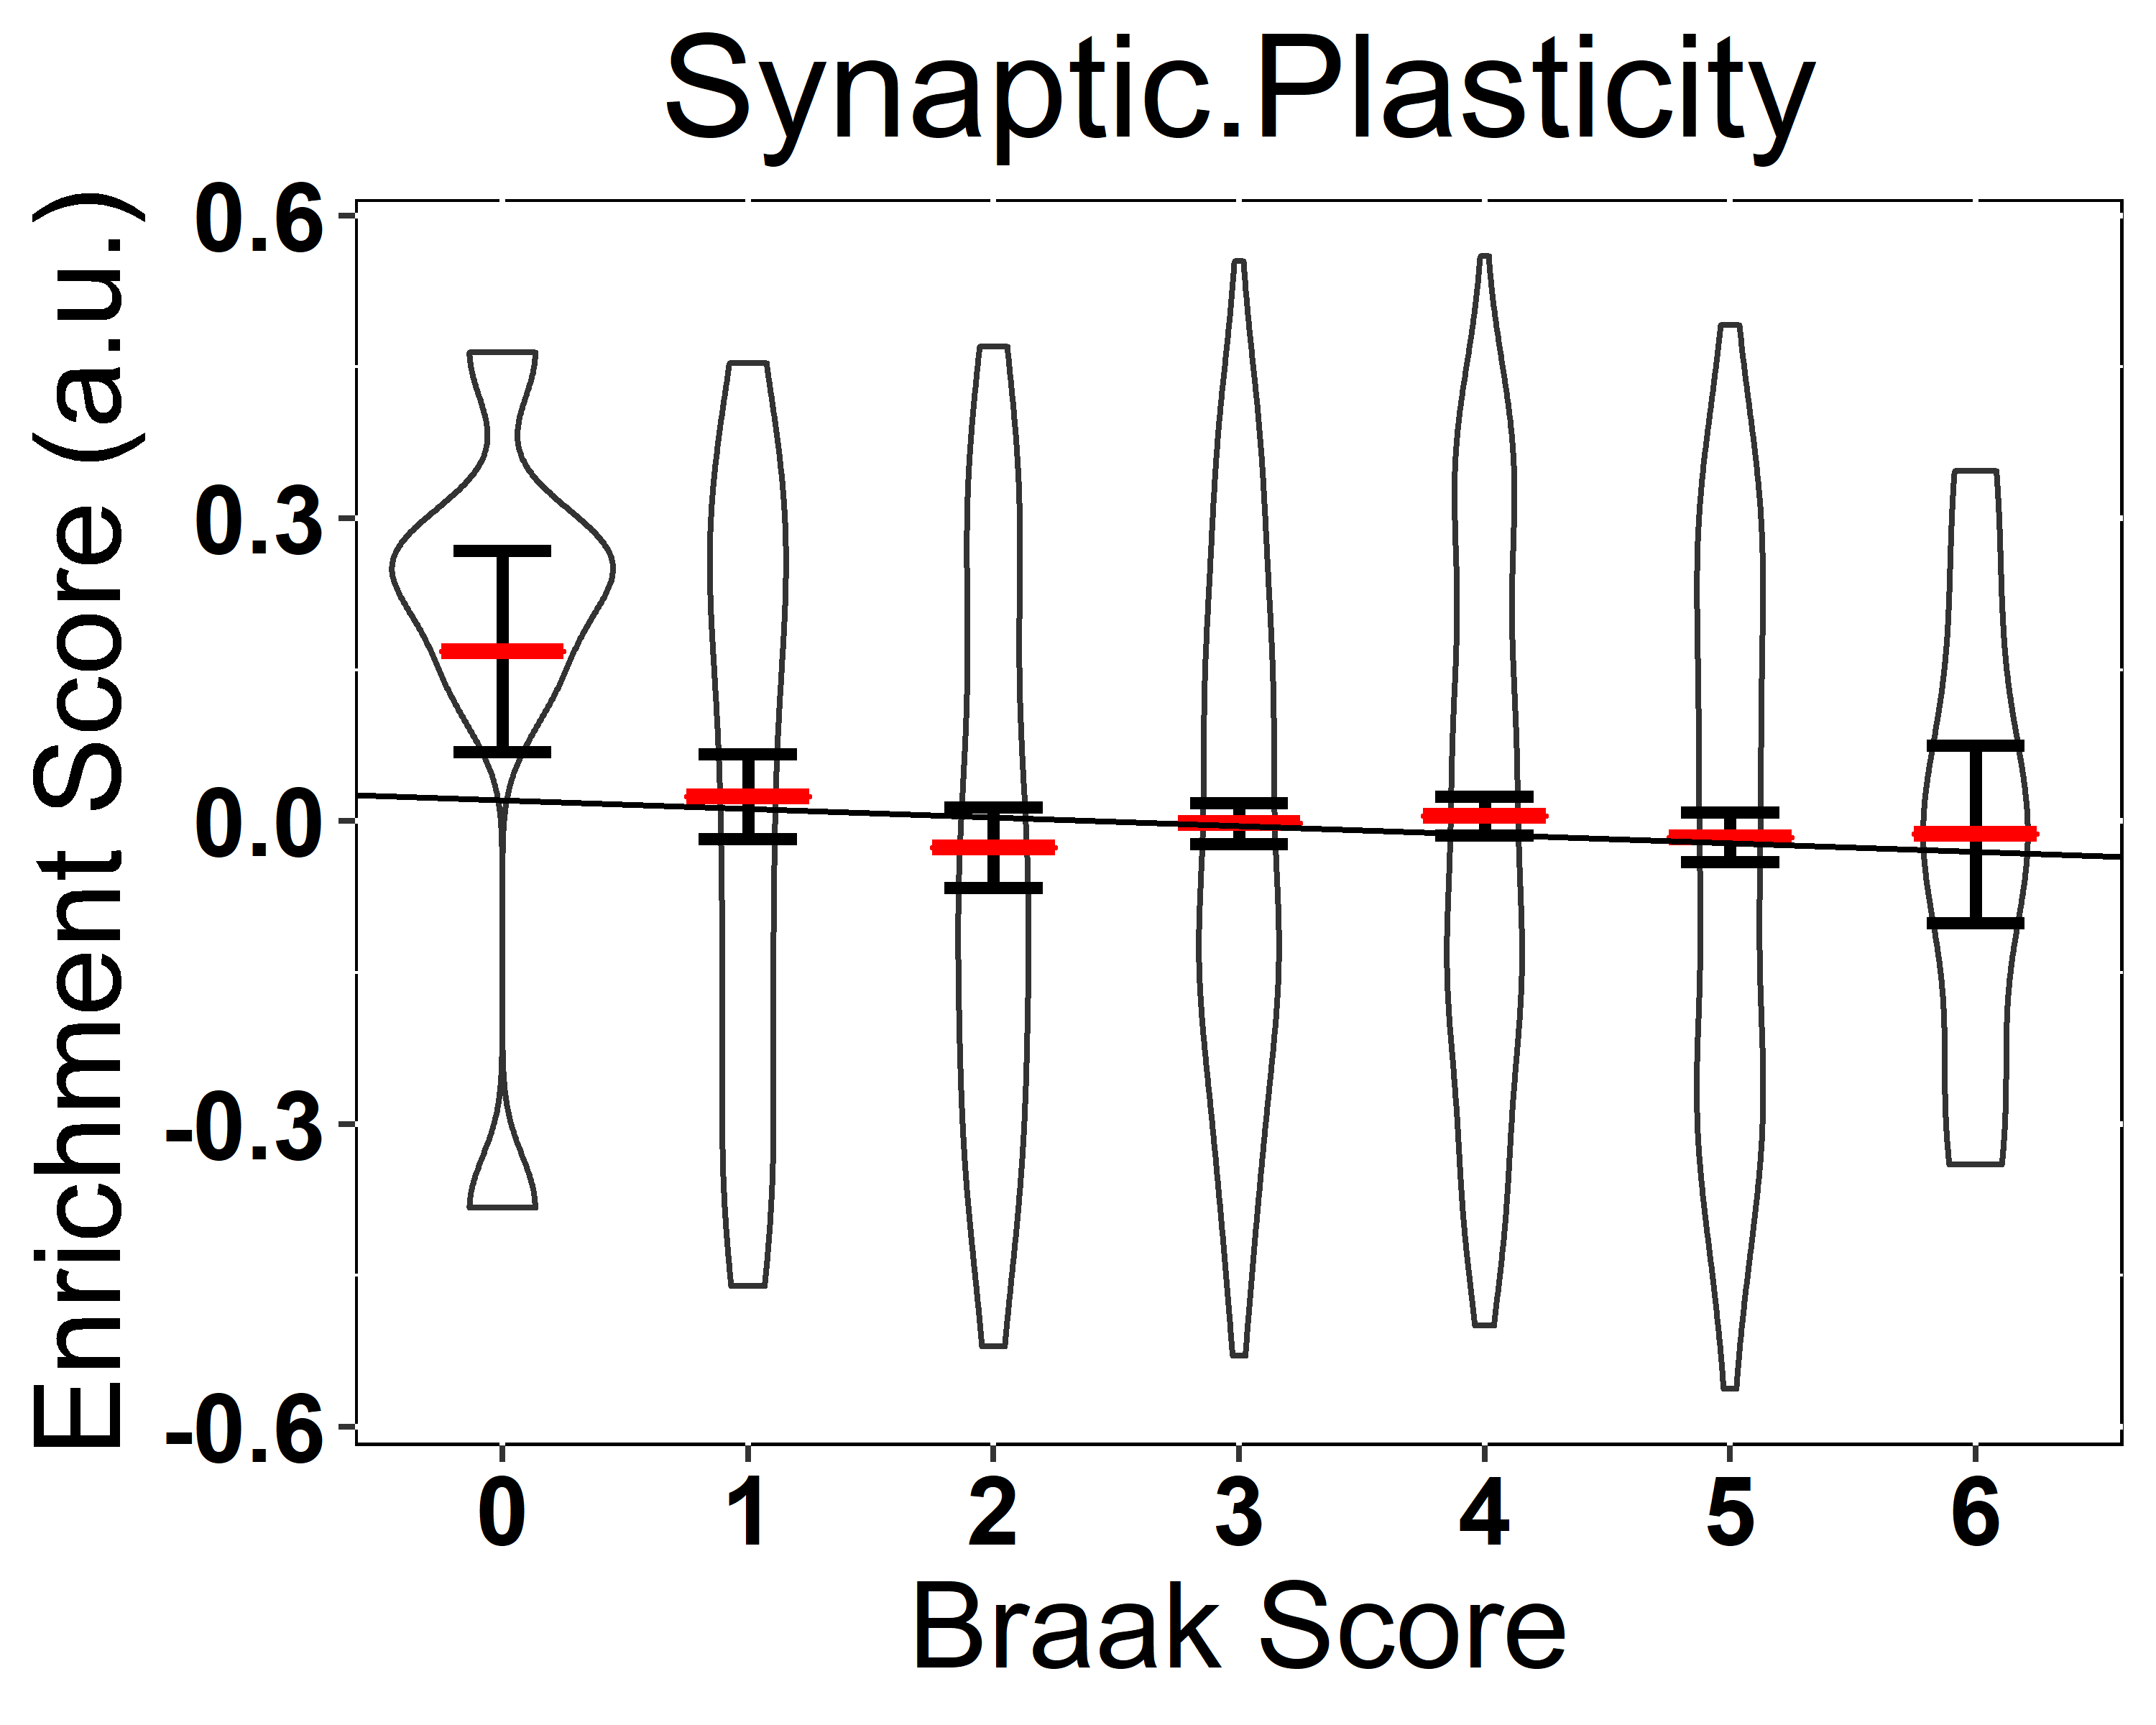 Synaptic.Plasticity
Enrichment Score (a.u.)
0.6
0.3
0.0
-0.3
-0.6
0 1 2 3 4 5 6
Braak Score